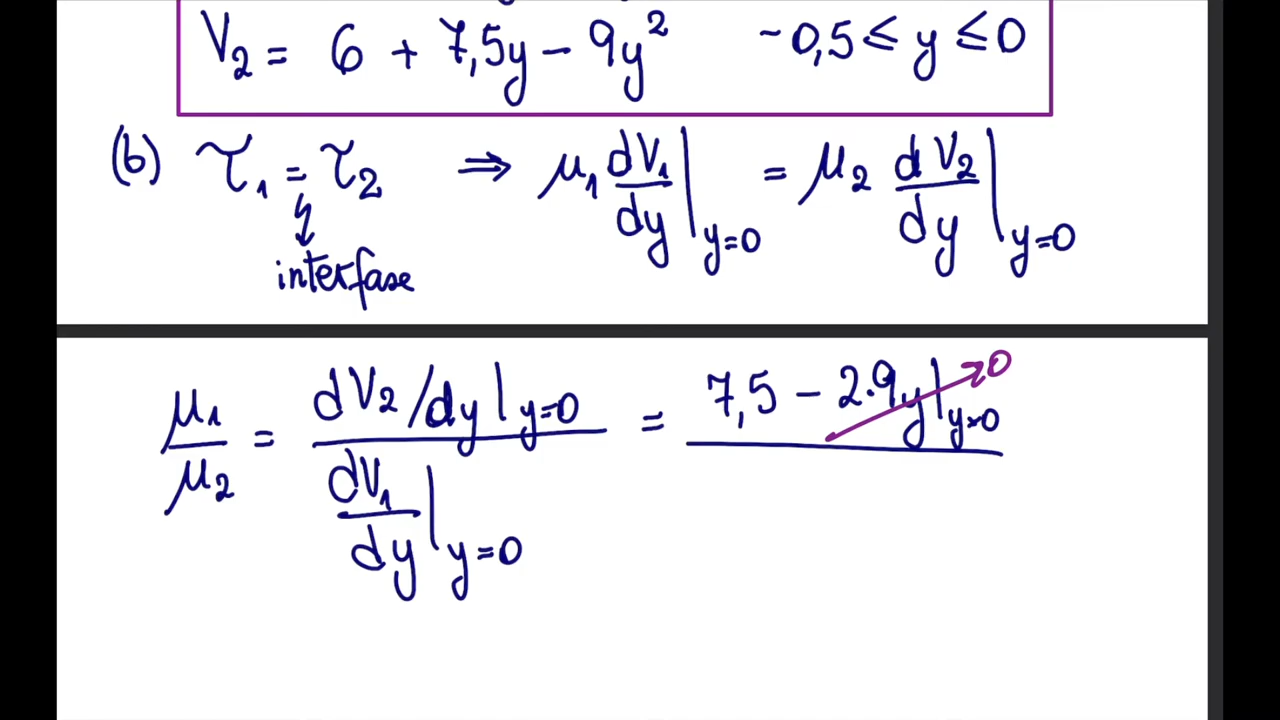 V₂ = 6 + 7,5y − 9y² −0,5 ≤ y ≤ 0
(b) τ₁ = τ₂ ⇒ μ₁ dV₁/dy |y=0 = μ₂ dV₂/dy |y=0
interfase
μ₁/μ₂ = (dV₂/dy |y=0)/(dV₁/dy |y=0) = 7,5 − 2·9y |y=0 → 0